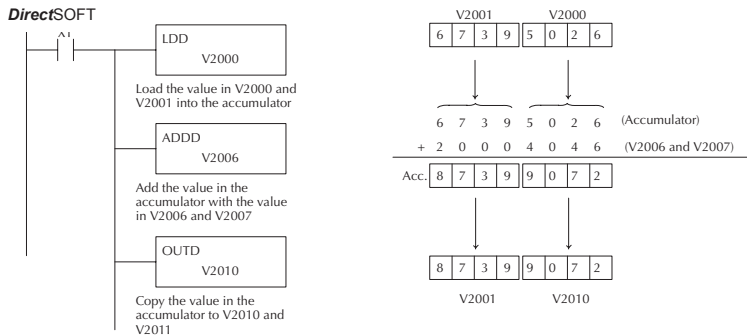 DirectSOFT
X1
LDD
V2000
Load the value in V2000 and
V2001 into the accumulator
ADDD
V2006
Add the value in the
accumulator with the value
in V2006 and V2007
OUTD
V2010
Copy the value in the
accumulator to V2010 and
V2011
V2001 V2000
6 7 3 9 5 0 2 6
6 7 3 9 5 0 2 6 (Accumulator)
+ 2 0 0 0 4 0 4 6 (V2006 and V2007)
Acc. 8 7 3 9 9 0 7 2
8 7 3 9 9 0 7 2
V2001 V2010